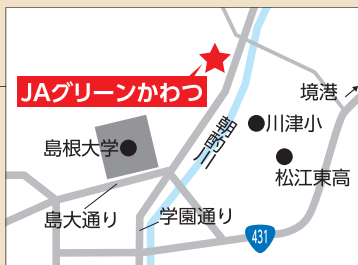 JAグリーンかわつ
境港
川津小
朝酌川
島根大学
松江東高
島大通り
学園通り
431